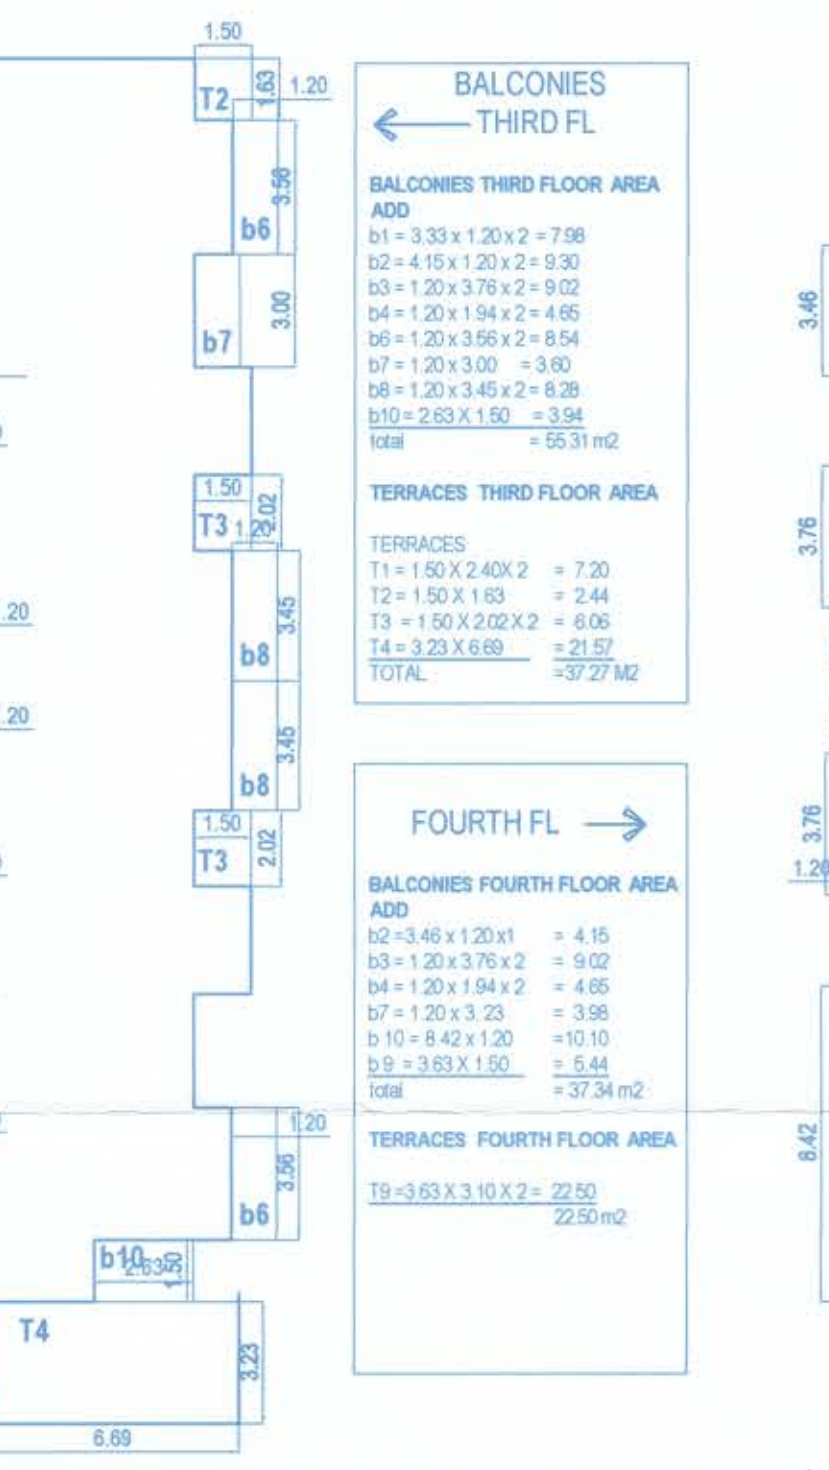 1.50
T2
1.63
1.20
3.56
b6
3.00
b7
1.50
T3
2.02
1.20
3.45
b8
3.45
b8
1.50
T3
2.02
1.20
3.56
b6
b10
2.63
1.50
T4
3.23
6.69
.20
.20
BALCONIES
THIRD FL
BALCONIES THIRD FLOOR AREA
ADD
b1 = 3.33 x 1.20 x 2 = 7.98
b2 = 4.15 x 1.20 x 2 = 9.30
b3 = 1.20 x 3.76 x 2 = 9.02
b4 = 1.20 x 1.94 x 2 = 4.65
b6 = 1.20 x 3.56 x 2 = 8.54
b7 = 1.20 x 3.00 = 3.60
b8 = 1.20 x 3.45 x 2 = 8.28
b10 = 2.63 X 1.50 = 3.94
total = 55.31 m2
TERRACES THIRD FLOOR AREA
TERRACES
T1 = 1.50 X 2.40X 2 = 7.20
T2 = 1.50 X 1.63 = 2.44
T3 = 1.50 X 2.02 X 2 = 6.06
T4 = 3.23 X 6.69 = 21.57
TOTAL =37.27 M2
FOURTH FL
BALCONIES FOURTH FLOOR AREA
ADD
b2 =3.46 x 1.20 x1 = 4.15
b3 = 1.20 x 3.76 x 2 = 9.02
b4 = 1.20 x 1.94 x 2 = 4.65
b7 = 1.20 x 3. 23 = 3.98
b 10 = 8.42 x 1.20 =10.10
b 9 = 3.63 X 1.50 = 5.44
total = 37.34 m2
TERRACES FOURTH FLOOR AREA
T9 =3.63 X 3.10 X 2 = 22.50
22.50 m2
3.46
3.76
3.76
1.20
8.42